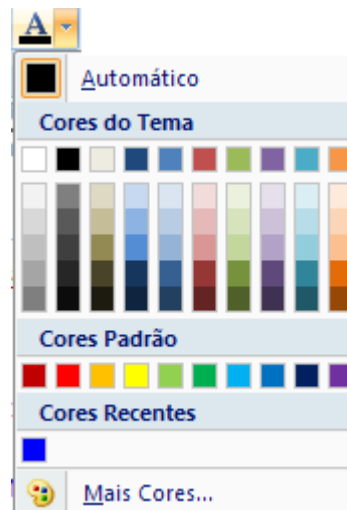 A
Automático
Cores do Tema
Cores Padrão
Cores Recentes
Mais Cores...